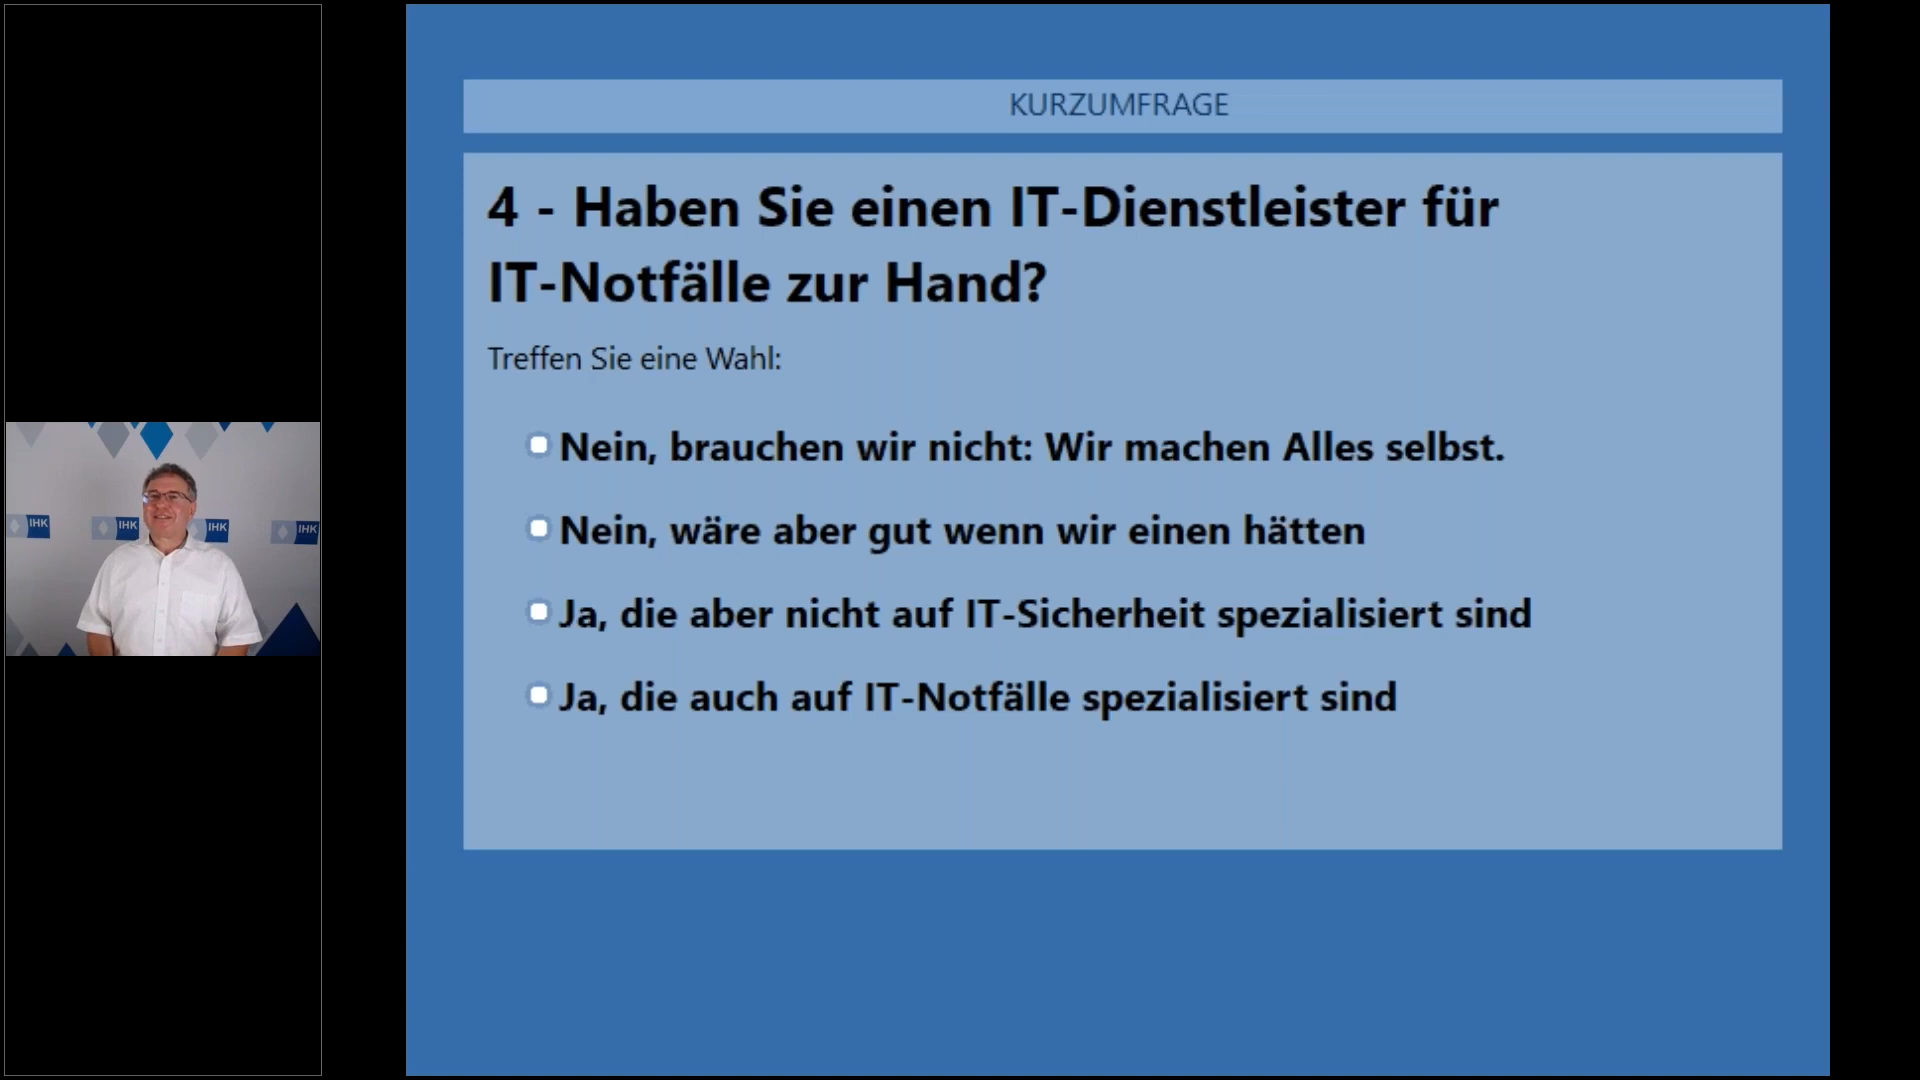 KURZUMFRAGE
4 - Haben Sie einen IT-Dienstleister für
IT-Notfälle zur Hand?
Treffen Sie eine Wahl:
Nein, brauchen wir nicht: Wir machen Alles selbst.
Nein, wäre aber gut wenn wir einen hätten
Ja, die aber nicht auf IT-Sicherheit spezialisiert sind
Ja, die auch auf IT-Notfälle spezialisiert sind
IHK IHK IHK IHK